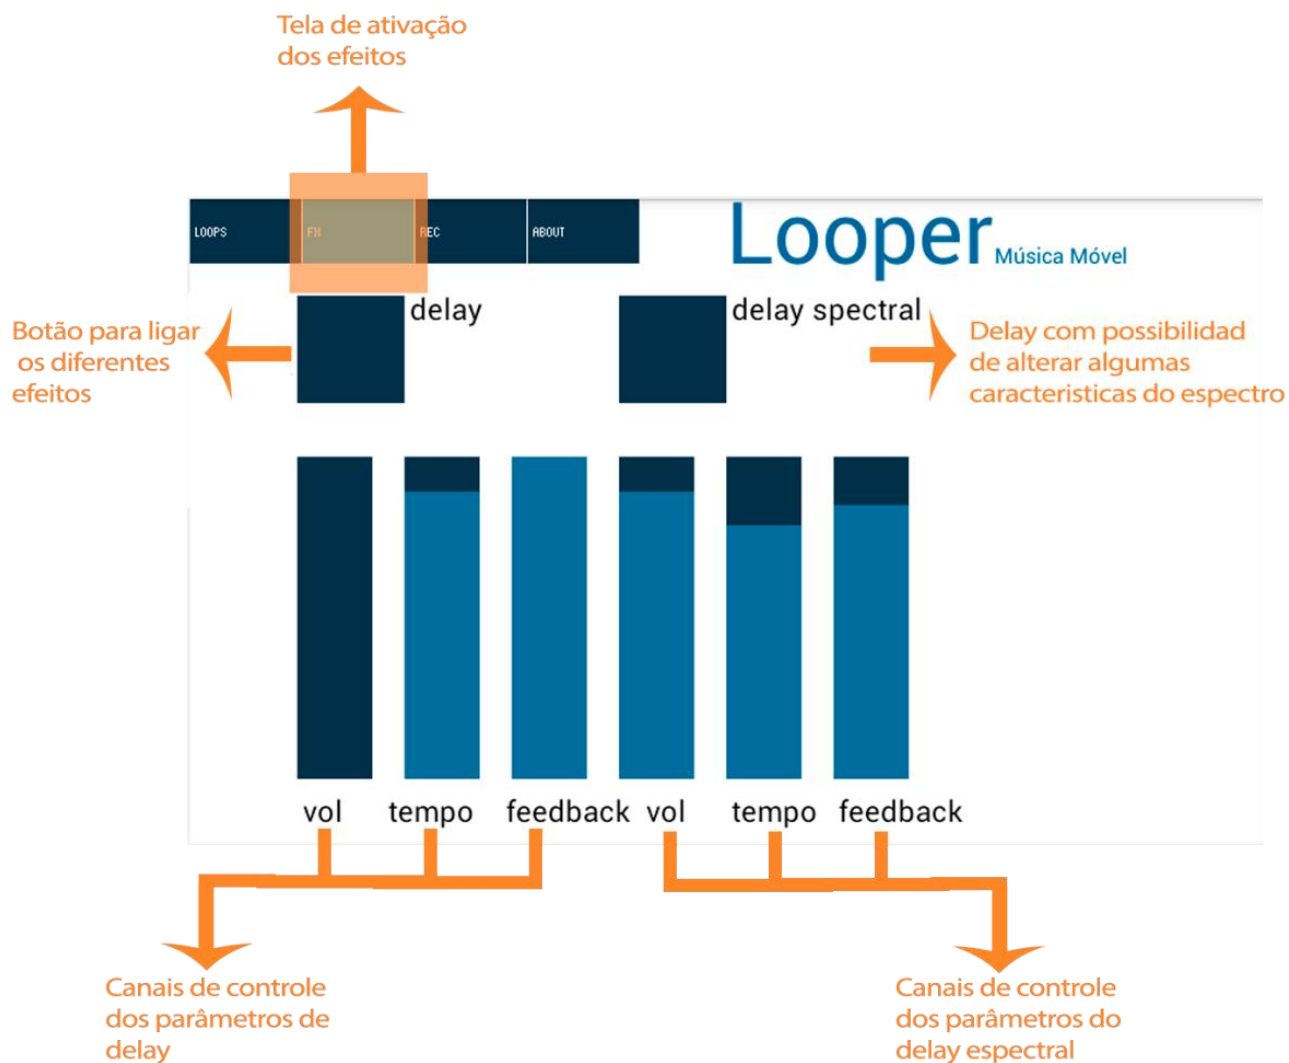 Tela de ativação
dos efeitos
LOOPS FX REC ABOUT
Looper Música Móvel
delay
delay spectral
Botão para ligar
os diferentes
efeitos
Delay com possibilidad
de alterar algumas
caracteristicas do espectro
vol tempo feedback vol tempo feedback
Canais de controle
dos parâmetros de
delay
Canais de controle
dos parâmetros do
delay espectral